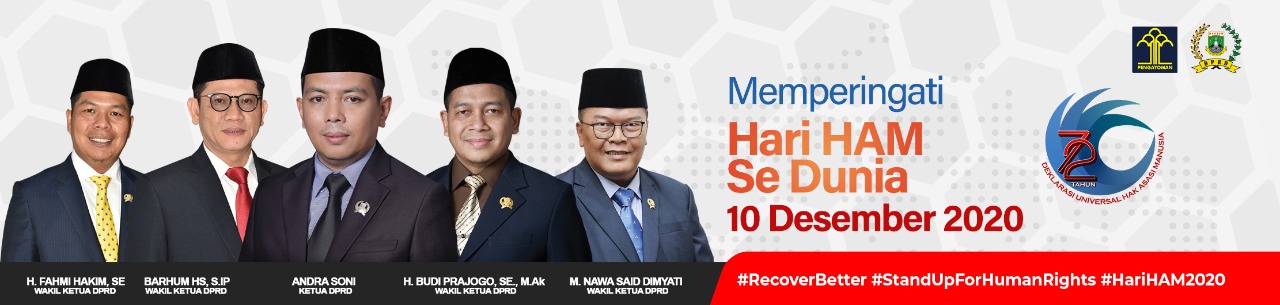 PENGAYOMAN
DPRD
Memperingati
Hari HAM
Se Dunia
10 Desember 2020
72
TAHUN
DEKLARASI UNIVERSAL HAK ASASI MANUSIA
H. FAHMI HAKIM, SE
WAKIL KETUA DPRD
BARHUM HS, S.IP
WAKIL KETUA DPRD
ANDRA SONI
KETUA DPRD
H. BUDI PRAJOGO, SE., M.Ak
WAKIL KETUA DPRD
M. NAWA SAID DIMYATI
WAKIL KETUA DPRD
#RecoverBetter #StandUpForHumanRights #HariHAM2020